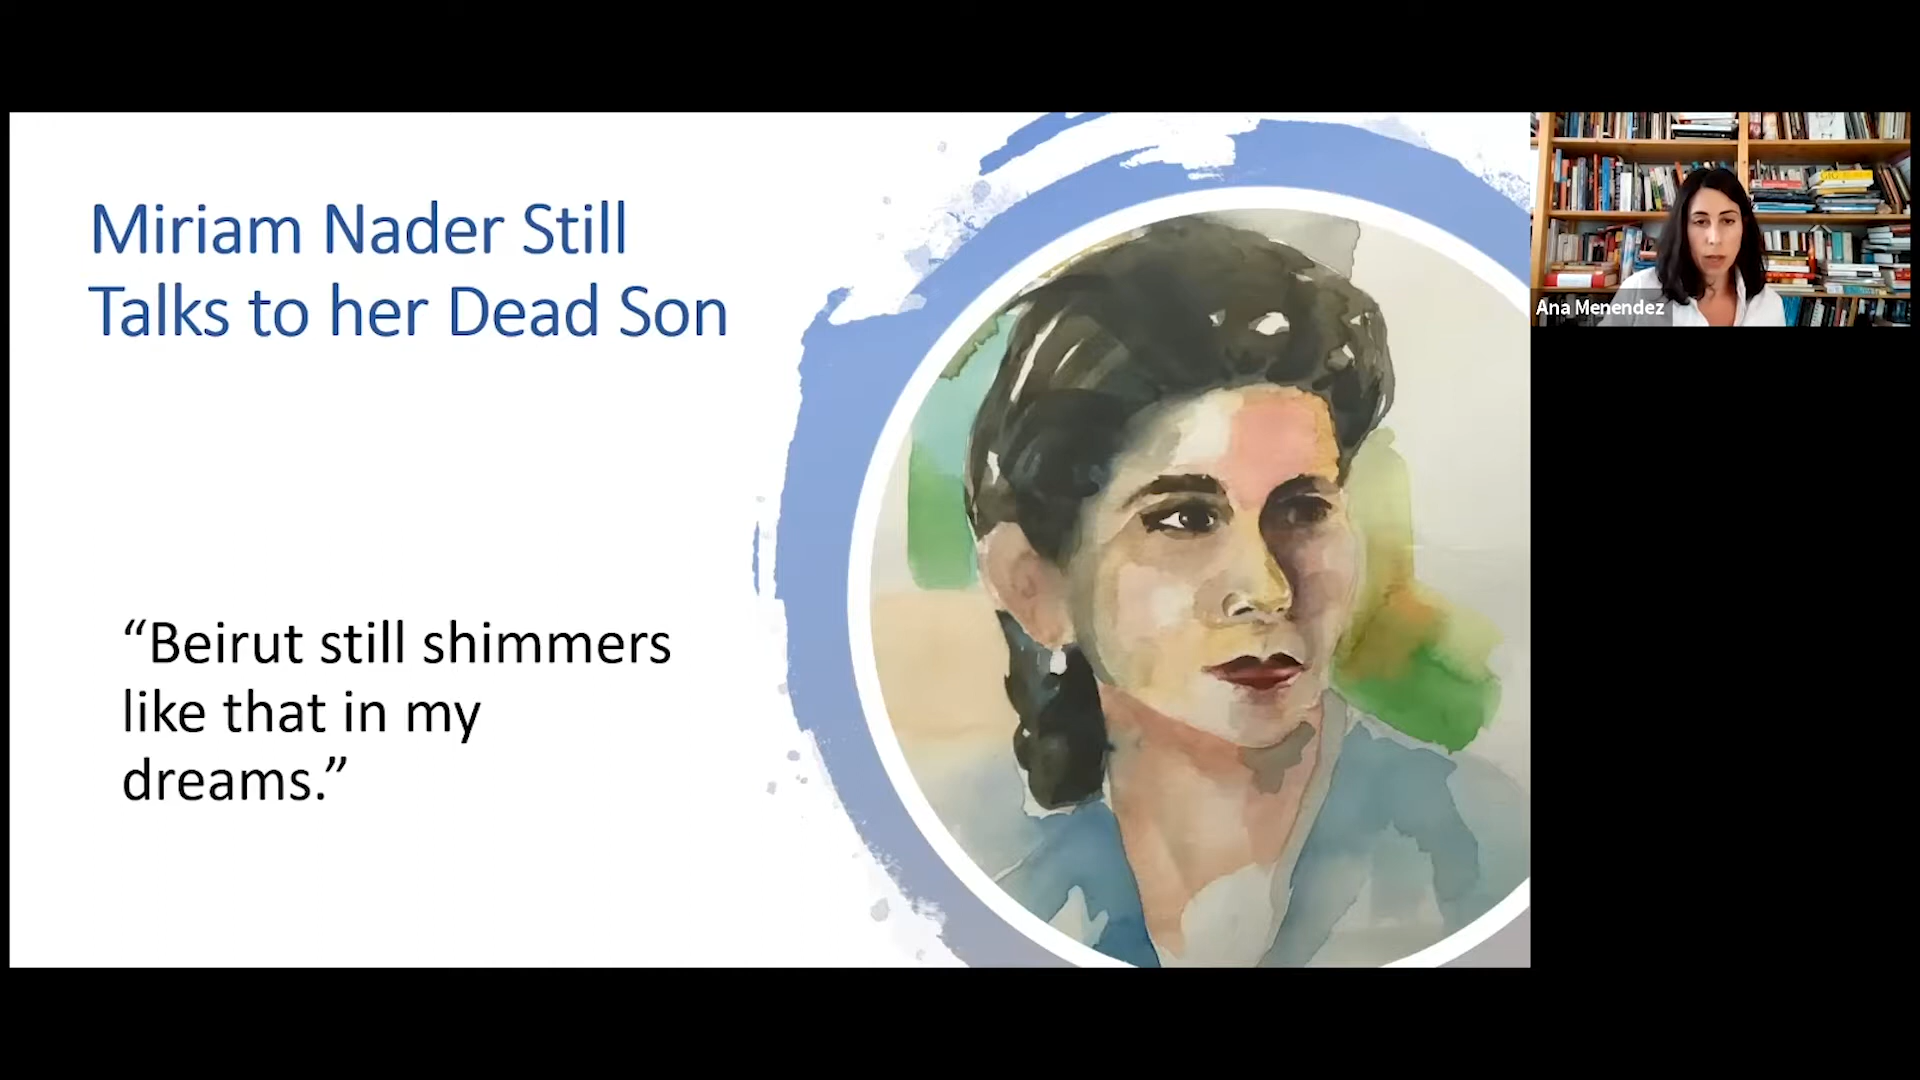 Miriam Nader Still
Talks to her Dead Son
“Beirut still shimmers
like that in my
dreams.”
Ana Menendez